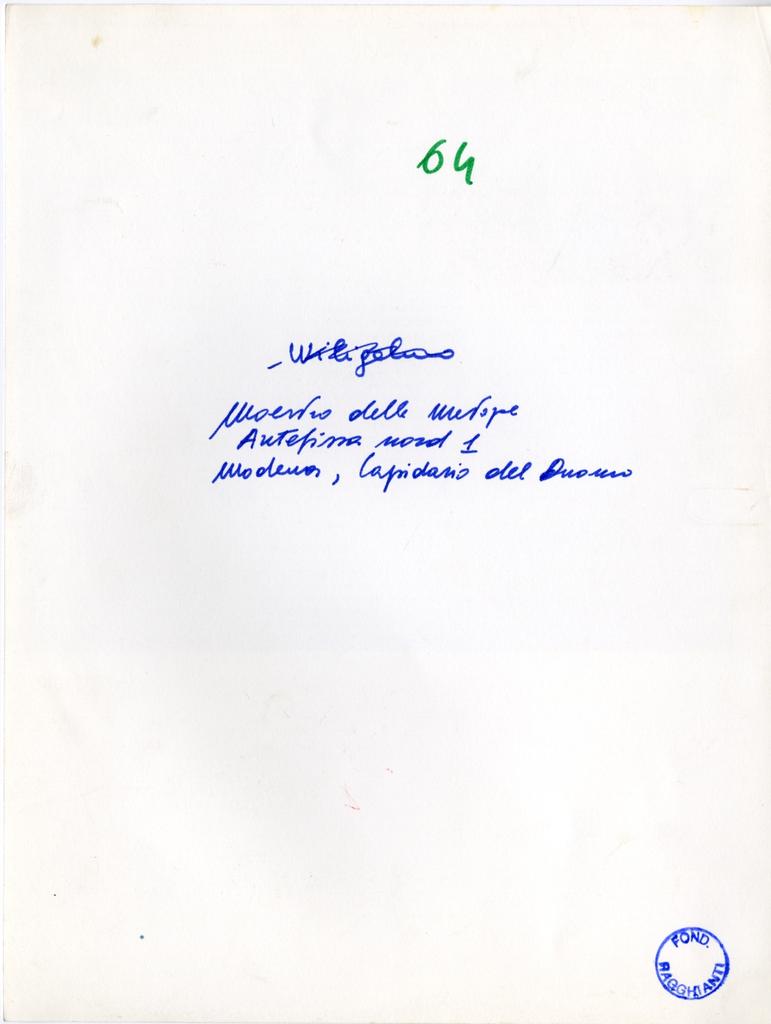 64
- Wiligelmo
Maestro delle Metope
Antefissa nord 1
Modena, Lapidario del Duomo
FOND. RAGGHIANTI